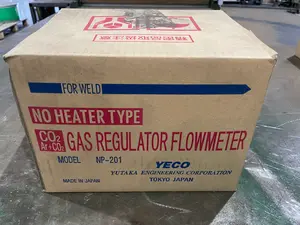 FOR WELD
NO HEATER TYPE
CO2 Ar+CO2 GAS REGULATOR FLOWMETER
MODEL NP-201
YECO
YUTAKA ENGINEERING CORPORATION
MADE IN JAPAN TOKYO JAPAN